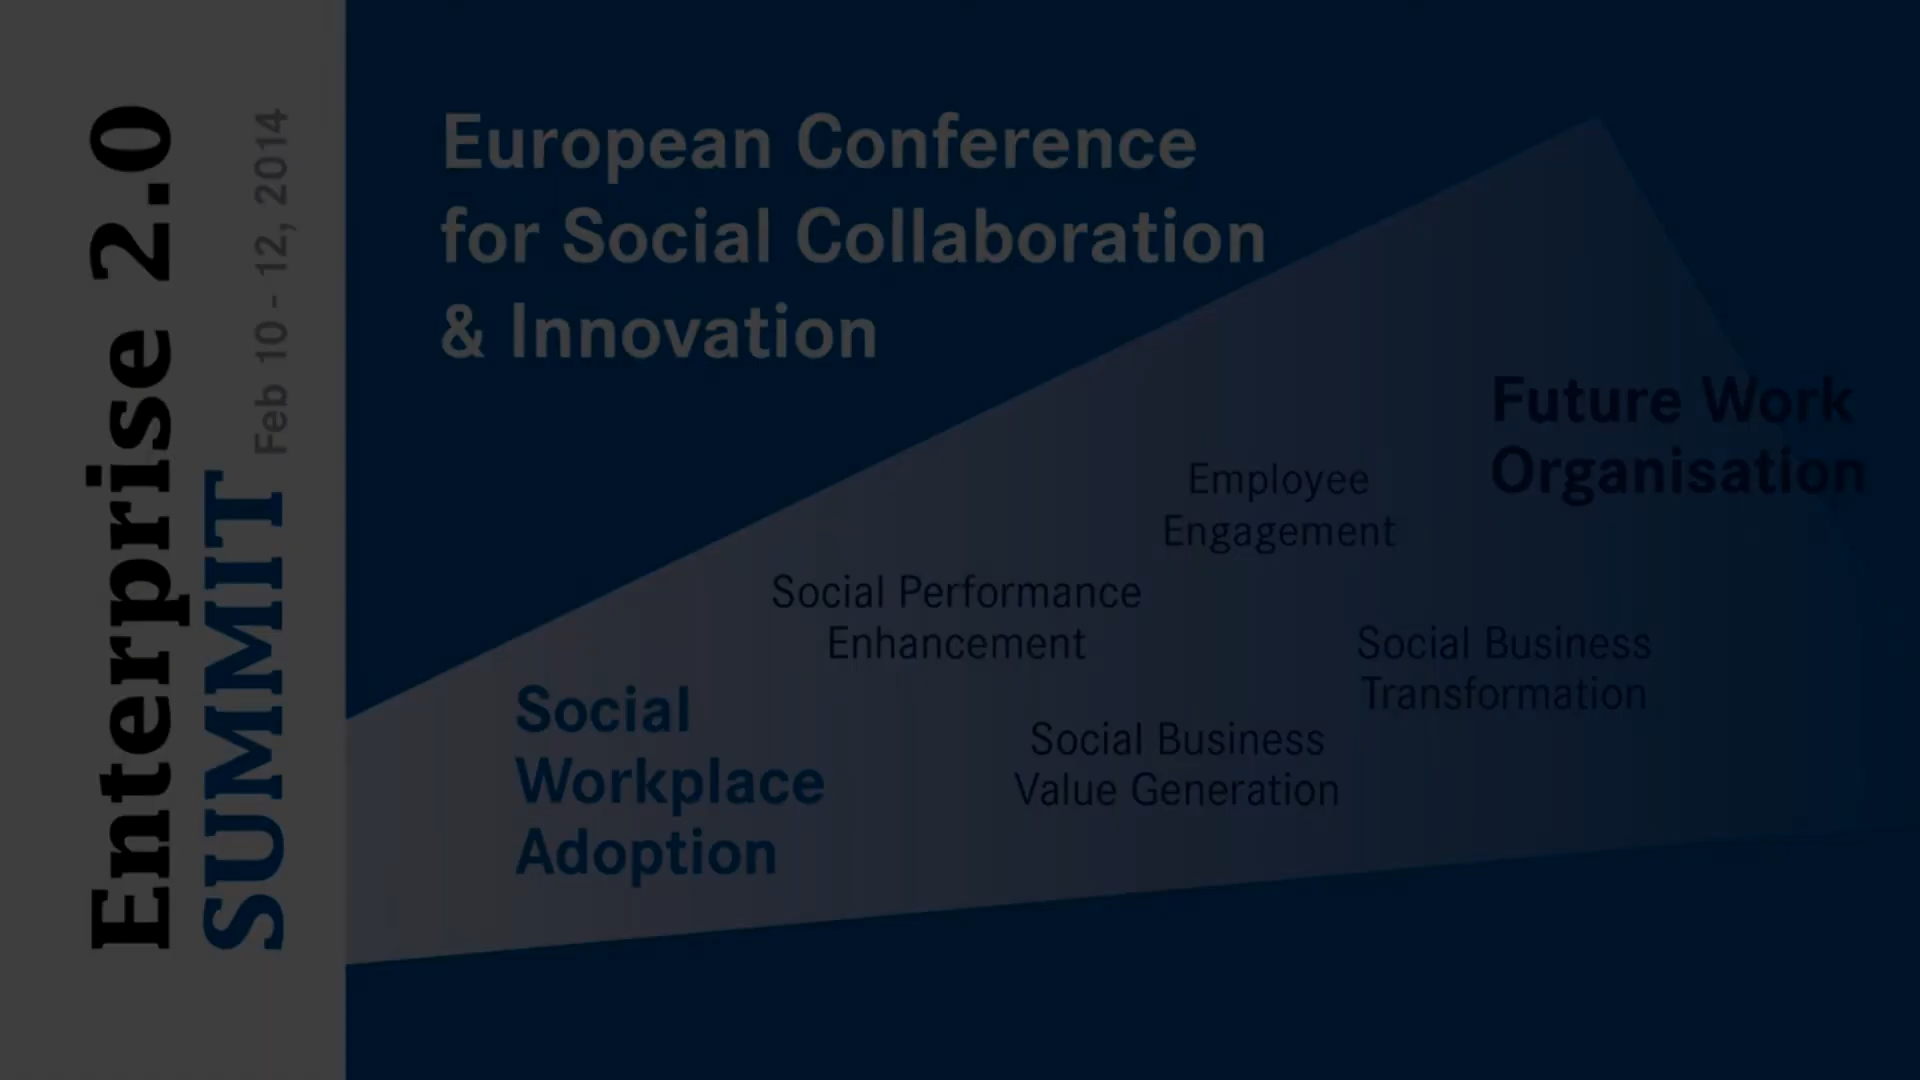 Enterprise 2.0
SUMMIT
Feb 10 - 12, 2014
European Conference
for Social Collaboration
& Innovation
Future Work
Organisation
Employee
Engagement
Social Performance
Enhancement
Social Business
Transformation
Social
Workplace
Adoption
Social Business
Value Generation